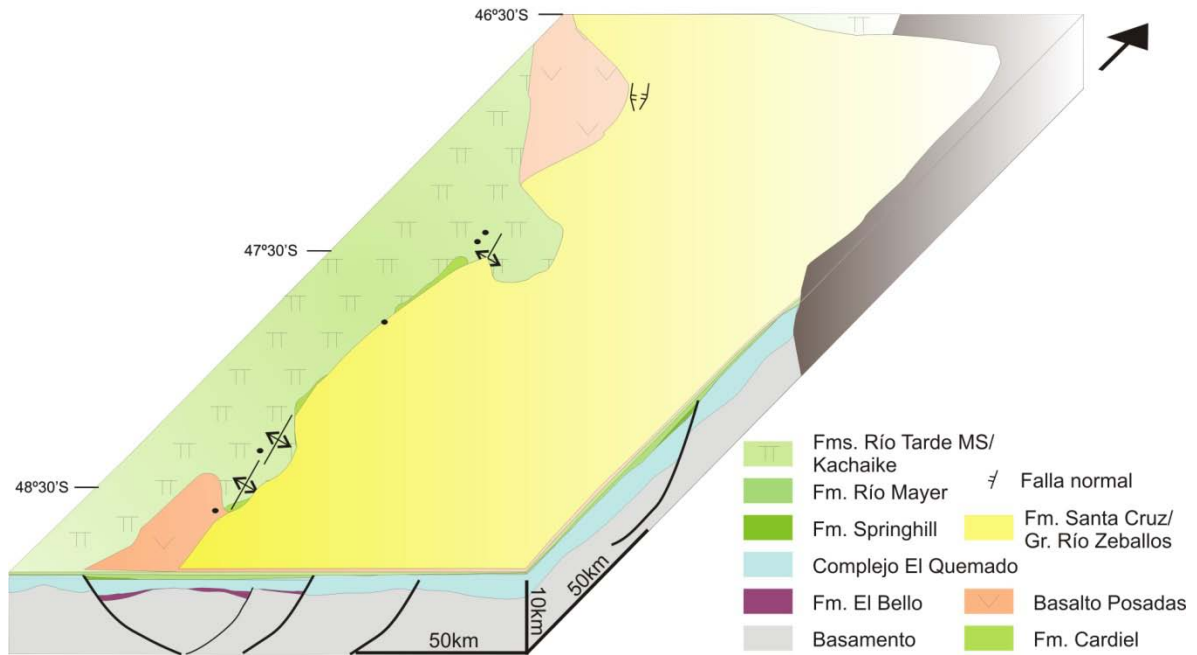 46º30'S
47º30'S
48º30'S
50km
10km
50km
Fms. Río Tarde MS/
Kachaike
Fm. Río Mayer
Fm. Springhill
Complejo El Quemado
Fm. El Bello
Basamento
Falla normal
Fm. Santa Cruz/
Gr. Río Zeballos
Basalto Posadas
Fm. Cardiel